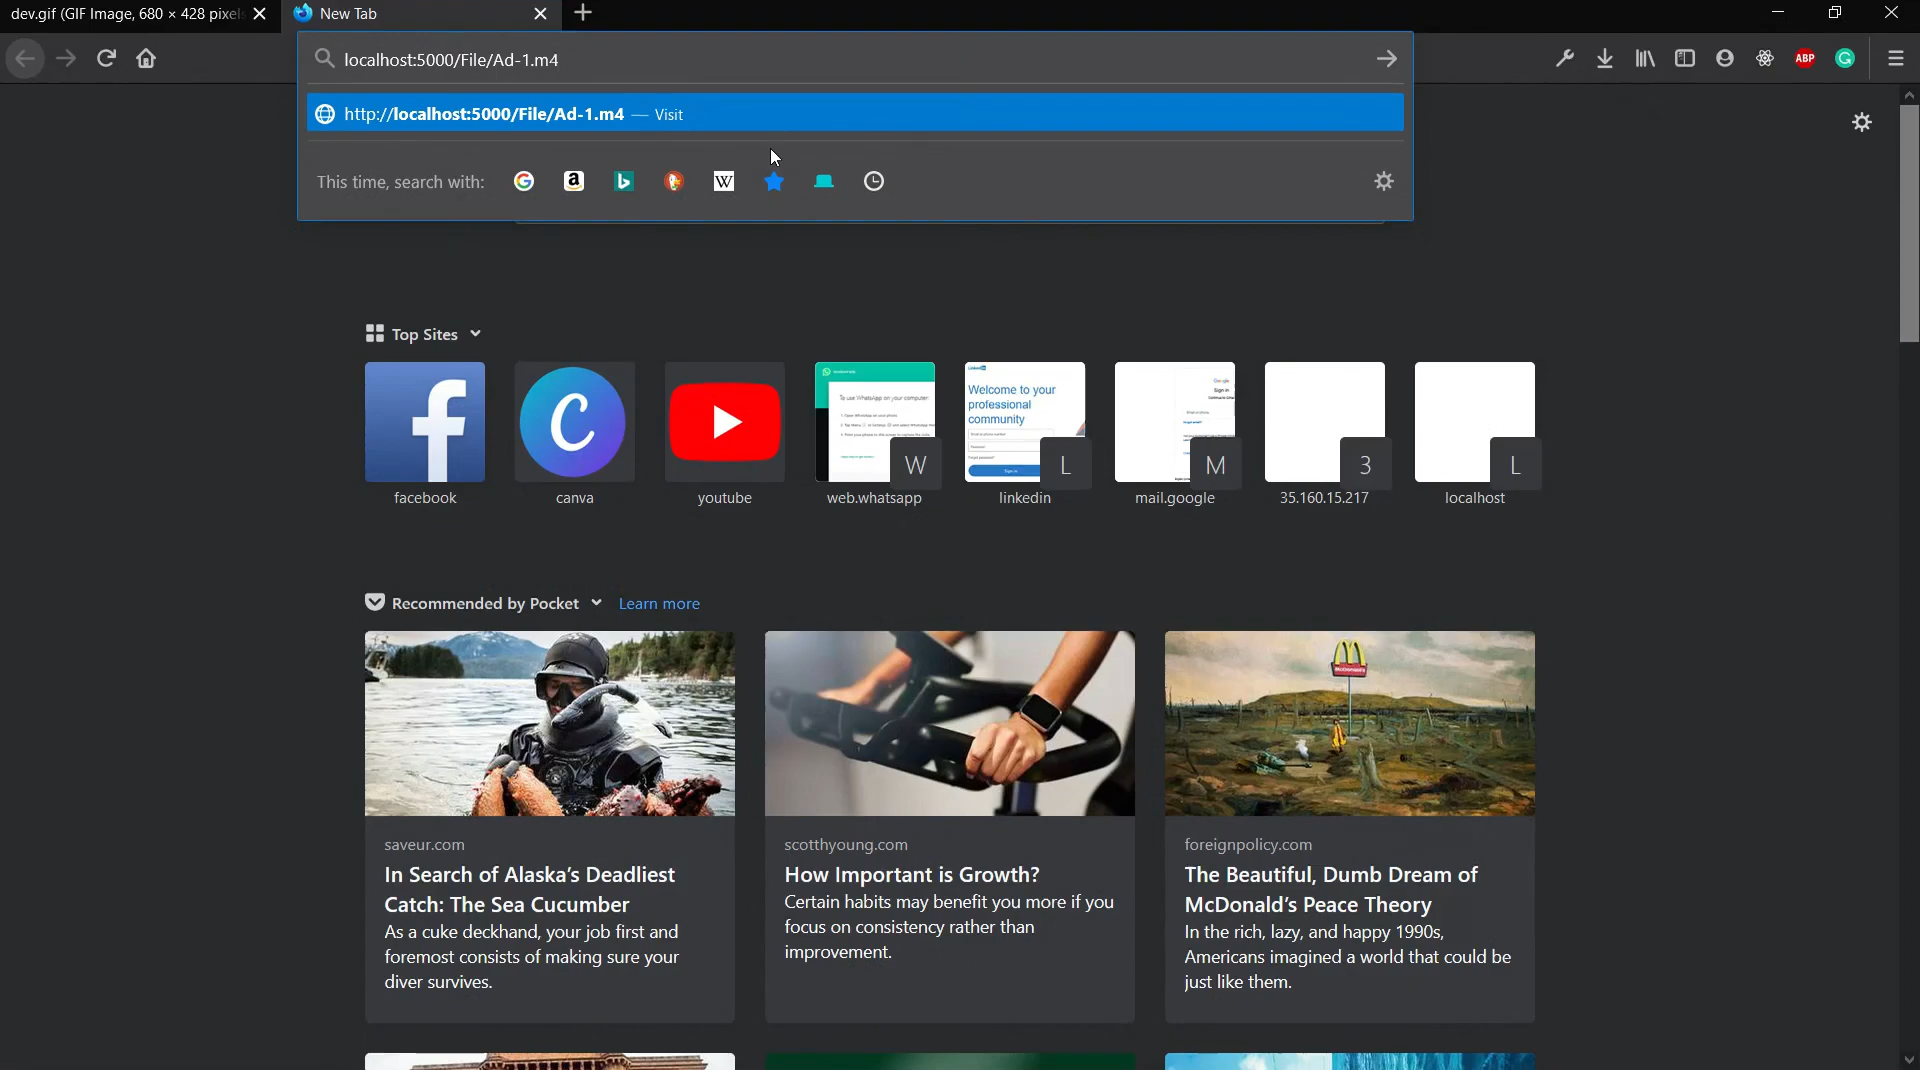 dev.gif (GIF Image, 680 × 428 pixel
New Tab
localhost:5000/File/Ad-1.m4
http://localhost:5000/File/Ad-1.m4 — Visit
This time, search with:
ABP
Top Sites
Welcome to your
professional
community
W
L
M
3
L
facebook
canva
youtube
web.whatsapp
linkedin
mail.google
35.160.15.217
localhost
Recommended by Pocket
Learn more
saveur.com
In Search of Alaska's Deadliest
Catch: The Sea Cucumber
As a cuke deckhand, your job first and
foremost consists of making sure your
diver survives.
scotthyoung.com
How Important is Growth?
Certain habits may benefit you more if you
focus on consistency rather than
improvement.
McDonald's
foreignpolicy.com
The Beautiful, Dumb Dream of
McDonald's Peace Theory
In the rich, lazy, and happy 1990s,
Americans imagined a world that could be
just like them.